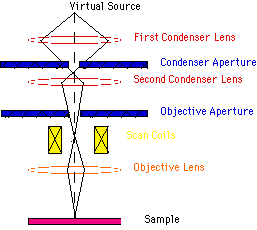 Virtual Source
First Condenser Lens
Condenser Aperture
Second Condenser Lens
Objective Aperture
Scan Coils
Objective Lens
Sample